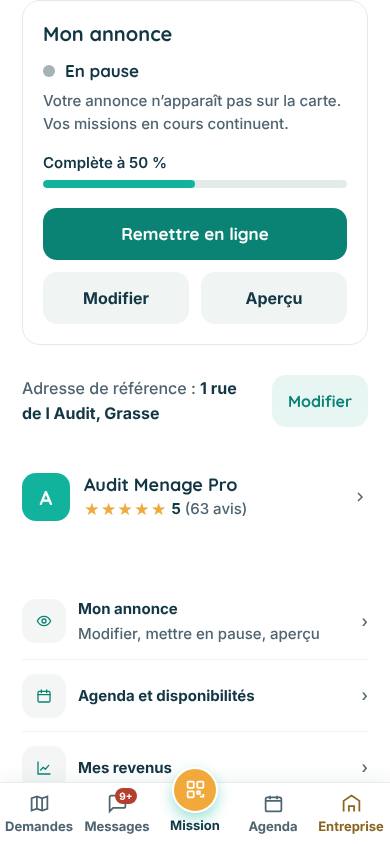 Mon annonce
En pause
Votre annonce n’apparaît pas sur la carte.
Vos missions en cours continuent.
Complète à 50 %
Remettre en ligne
Modifier
Aperçu
Adresse de référence : 1 rue
de l Audit, Grasse
Modifier
A
Audit Menage Pro
★★★★★ 5 (63 avis)
Mon annonce
Modifier, mettre en pause, aperçu
Agenda et disponibilités
Mes revenus
9+
Demandes
Messages
Mission
Agenda
Entreprise